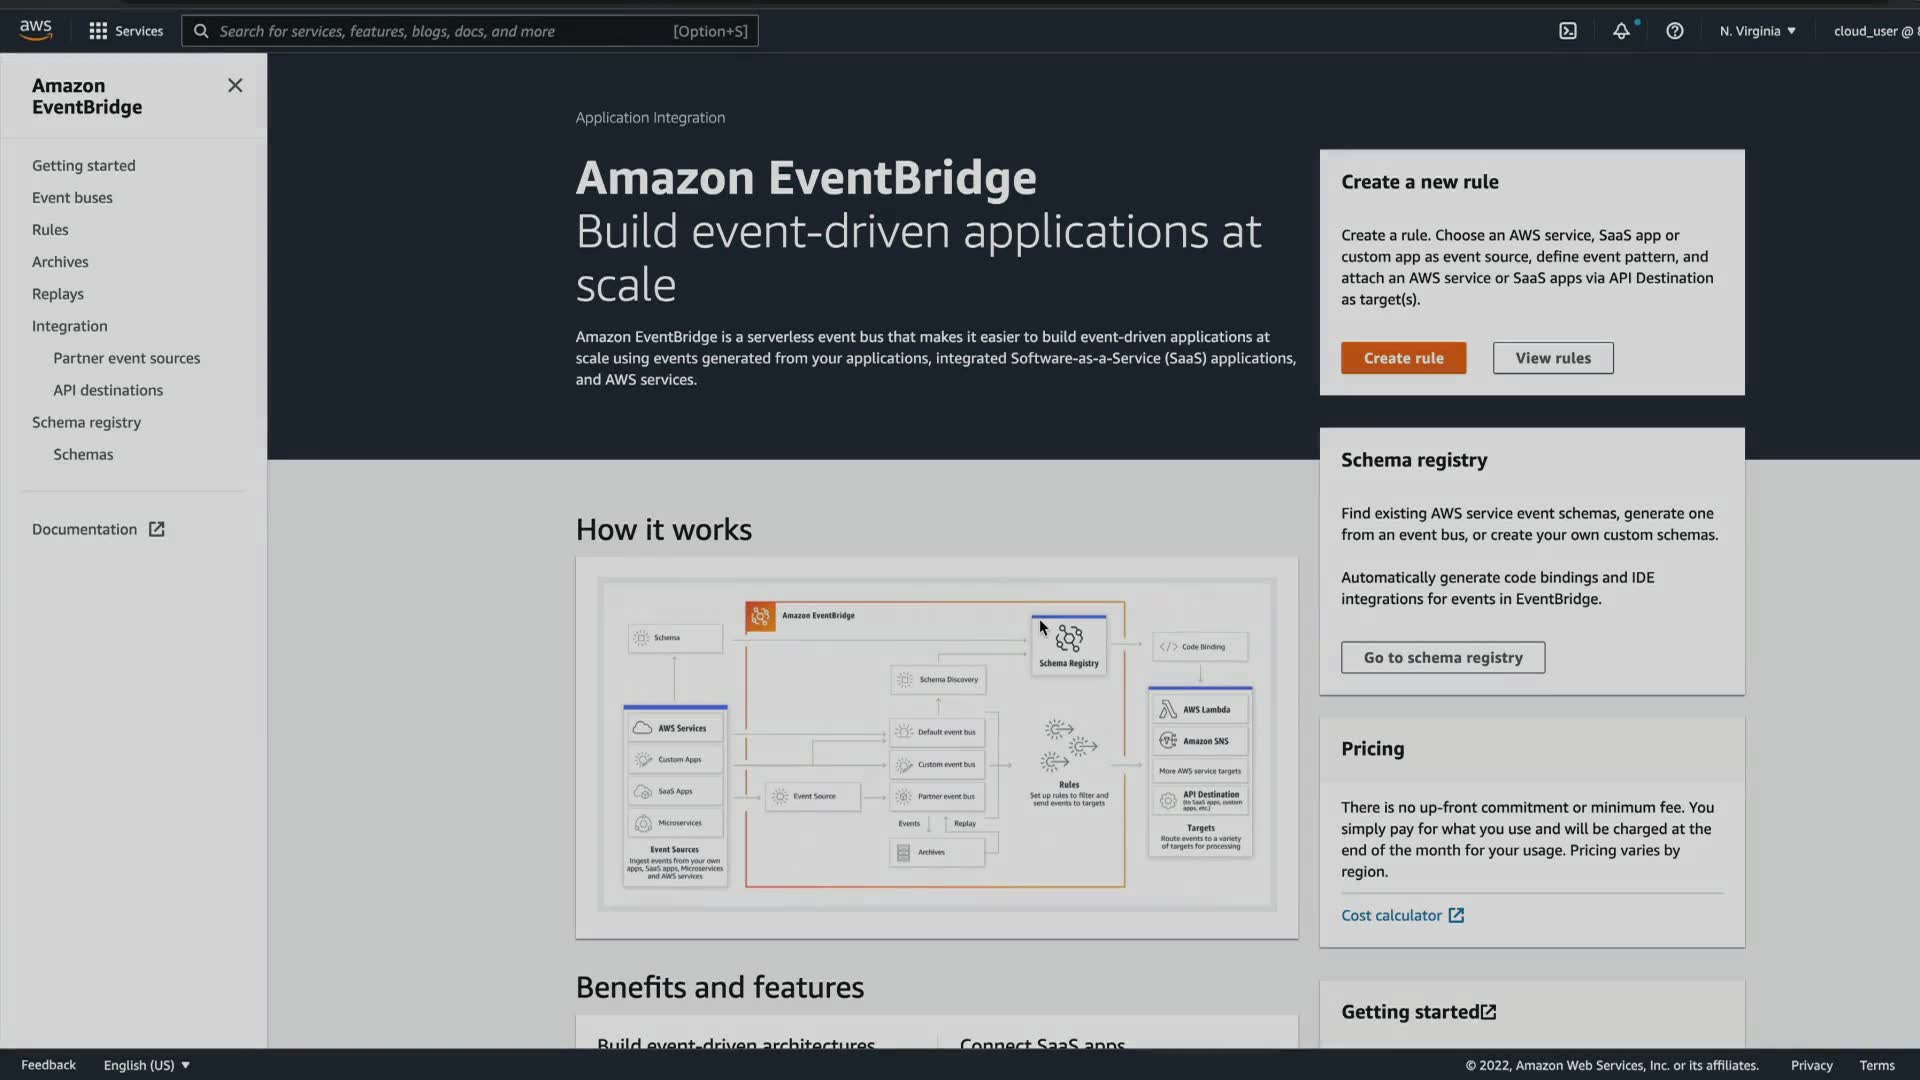 aws
Services
Search for services, features, blogs, docs, and more
[Option+S]
N. Virginia
cloud_user @
Amazon
EventBridge
Getting started
Event buses
Rules
Archives
Replays
Integration
Partner event sources
API destinations
Schema registry
Schemas
Documentation
Application Integration
Amazon EventBridge
Build event-driven applications at
scale
Amazon EventBridge is a serverless event bus that makes it easier to build event-driven applications at
scale using events generated from your applications, integrated Software-as-a-Service (SaaS) applications,
and AWS services.
Create a new rule
Create a rule. Choose an AWS service, SaaS app or
custom app as event source, define event pattern, and
attach an AWS service or SaaS apps via API Destination
as target(s).
Create rule
View rules
Schema registry
Find existing AWS service event schemas, generate one
from an event bus, or create your own custom schemas.
Automatically generate code bindings and IDE
integrations for events in EventBridge.
Go to schema registry
Pricing
There is no up-front commitment or minimum fee. You
simply pay for what you use and will be charged at the
end of the month for your usage. Pricing varies by
region.
Cost calculator
Getting started
How it works
Amazon EventBridge
Schema
Schema Registry
Code Binding
Schema Discovery
AWS Services
Custom Apps
SaaS Apps
Microservices
Event Sources
Ingest events from your own
apps, SaaS apps, Microservices
and AWS services
Event Source
Default event bus
Custom event bus
Partner event bus
Events
Replay
Archives
Rules
Set up rules to filter and
send events to targets
AWS Lambda
Amazon SNS
More AWS service targets
API Destination
(to SaaS apps, custom
apps, etc.)
Targets
Route events to a variety
of targets for processing
Benefits and features
Build event-driven architectures
Connect SaaS apps
Feedback
English (US)
© 2022, Amazon Web Services, Inc. or its affiliates.
Privacy
Terms